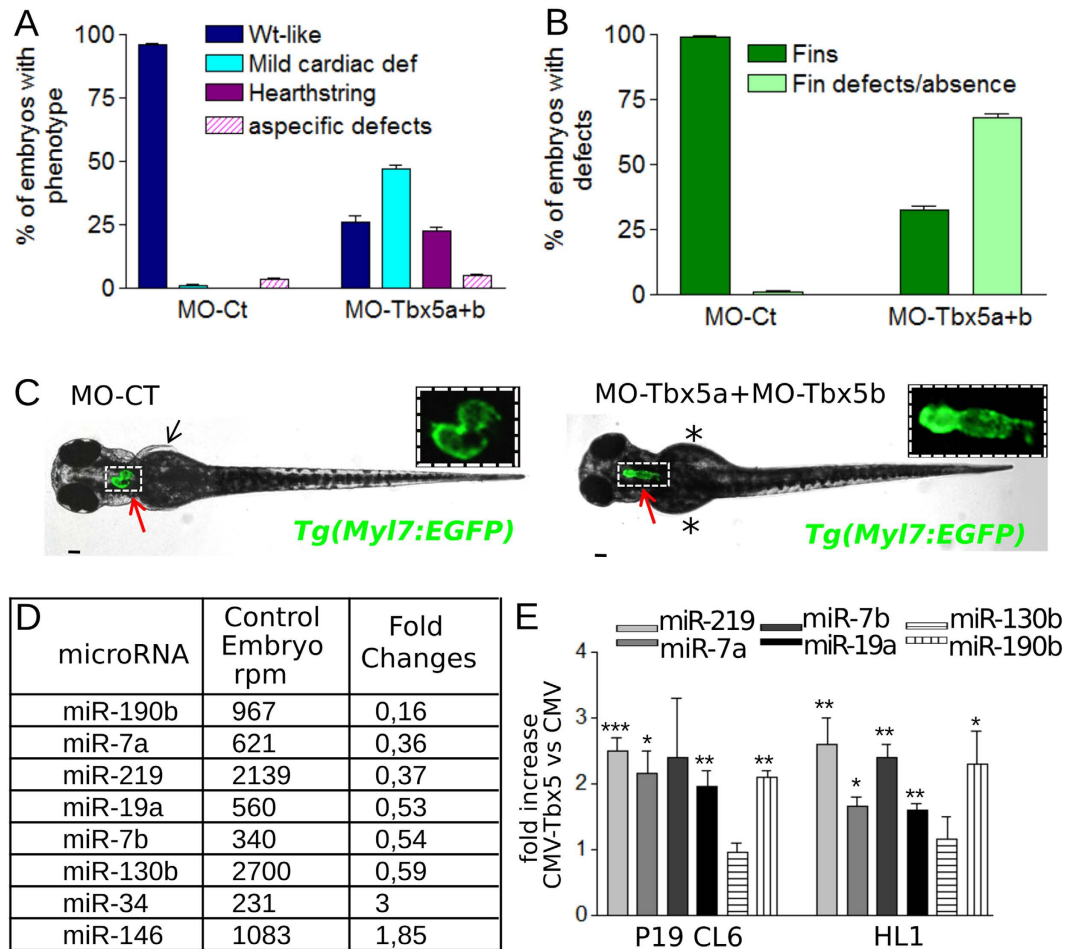 A
% of embryos with
phenotype
100
75
50
25
0
Wt-like
Mild cardiac def
Hearthstring
aspecific defects
MO-Ct
MO-Tbx5a+b
B
% of embryos with
defects
100
75
50
25
0
Fins
Fin defects/absence
MO-Ct
MO-Tbx5a+b
C
MO-CT
Tg(Myl7:EGFP)
MO-Tbx5a+MO-Tbx5b
*
*
Tg(Myl7:EGFP)
D
microRNA Control Embryo rpm Fold Changes
miR-190b 967 0,16
miR-7a 621 0,36
miR-219 2139 0,37
miR-19a 560 0,53
miR-7b 340 0,54
miR-130b 2700 0,59
miR-34 231 3
miR-146 1083 1,85
E
miR-219 miR-7b miR-130b
miR-7a miR-19a miR-190b
fold increase
CMV-Tbx5 vs CMV
4
3
2
1
0
*** * ** **
** * ** ** *
P19 CL6 HL1